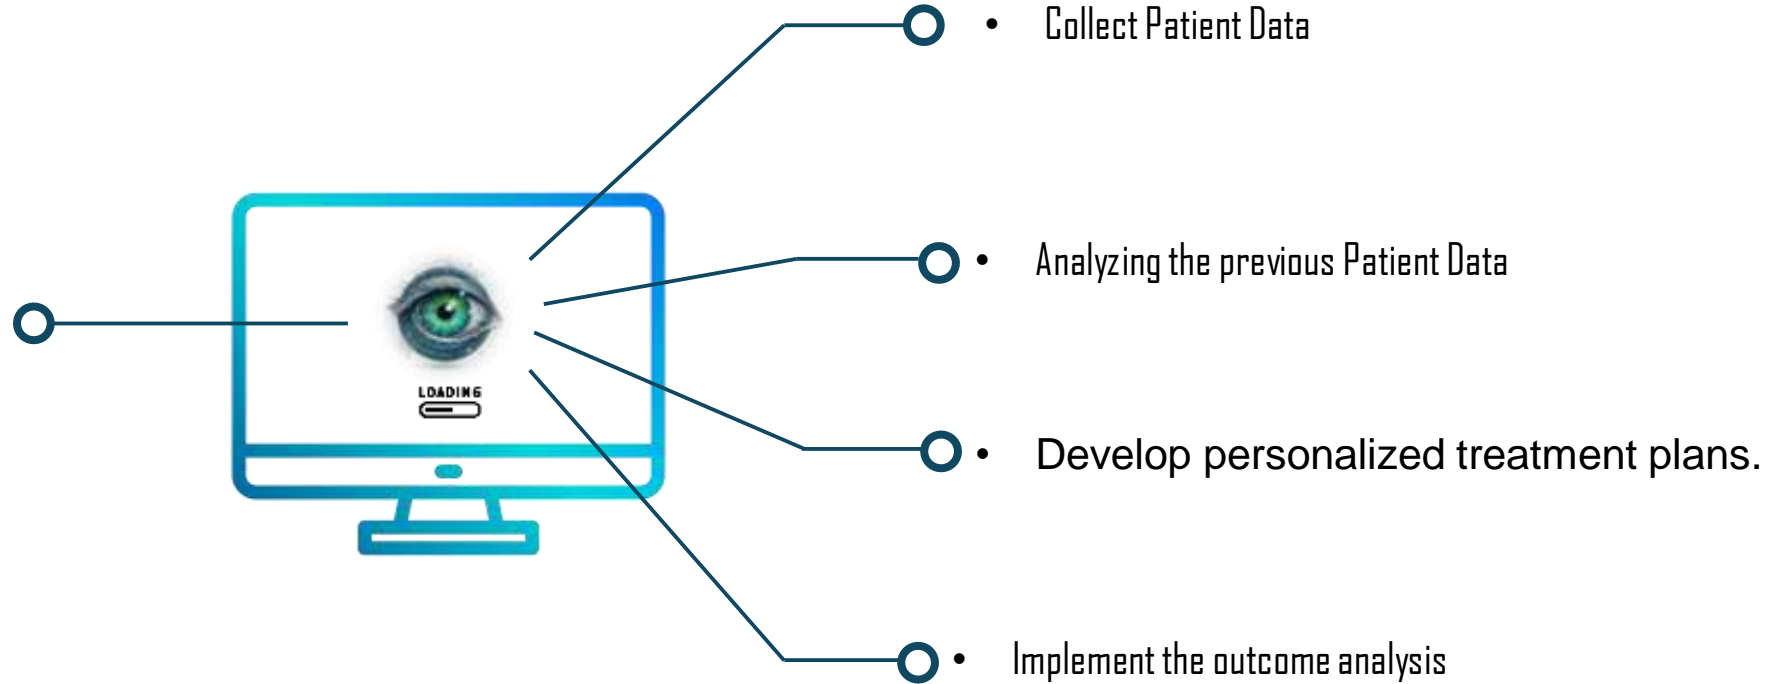 • Collect Patient Data
• Analyzing the previous Patient Data
LOADING
• Develop personalized treatment plans.
• Implement the outcome analysis